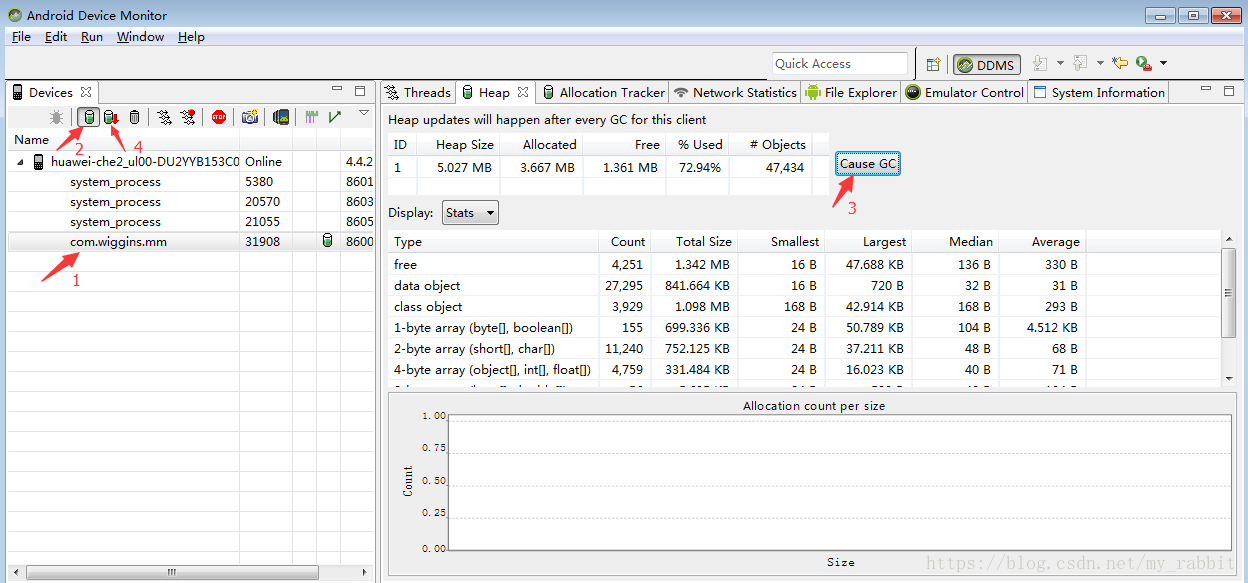 Android Device Monitor
File Edit Run Window Help
Quick Access DDMS
Devices
Name
2 4
huawei-che2_ul00-DU2YYB153C0 Online 4.4.2
system_process 5380 8601
system_process 20570 8603
system_process 21055 8605
com.wiggins.mm 31908 8600
1
Threads Heap Allocation Tracker Network Statistics File Explorer Emulator Control System Information
Heap updates will happen after every GC for this client
ID Heap Size Allocated Free % Used # Objects
1 5.027 MB 3.667 MB 1.361 MB 72.94% 47,434
Cause GC
3
Display: Stats
Type Count Total Size Smallest Largest Median Average
free 4,251 1.342 MB 16 B 47.688 KB 136 B 330 B
data object 27,295 841.664 KB 16 B 720 B 32 B 31 B
class object 3,929 1.098 MB 168 B 42.914 KB 168 B 293 B
1-byte array (byte[], boolean[]) 155 699.336 KB 24 B 50.789 KB 104 B 4.512 KB
2-byte array (short[], char[]) 11,240 752.125 KB 24 B 37.211 KB 48 B 68 B
4-byte array (object[], int[], float[]) 4,759 331.484 KB 24 B 16.023 KB 40 B 71 B
Allocation count per size
1.00
0.75
0.50
0.25
0.00
Count
Size
https://blog.csdn.net/my_rabbit